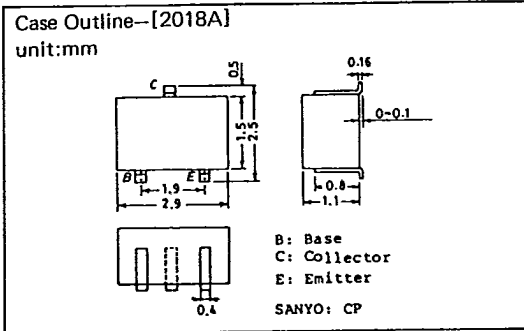 Case Outline—[2018A]
unit:mm
C
0.5
0.16
1.5
2.5
0~0.1
B
E
1.9
2.9
0.8
1.1
B: Base
C: Collector
E: Emitter
0.4
SANYO: CP